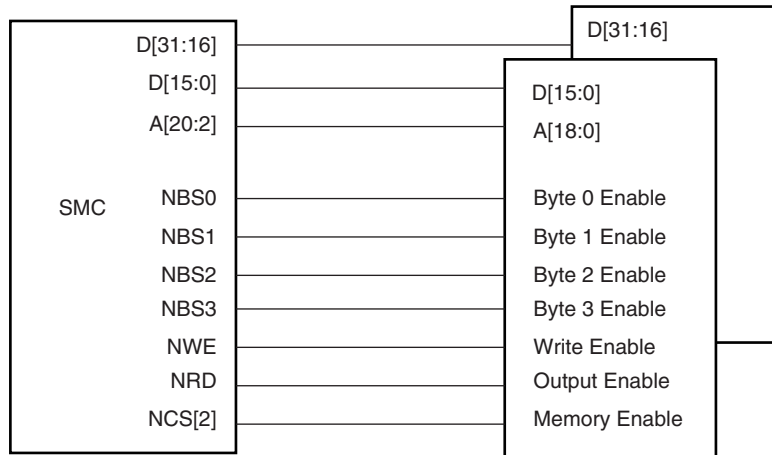 D[31:16] D[31:16]
D[15:0] D[15:0]
A[20:2] A[18:0]
SMC
NBS0 Byte 0 Enable
NBS1 Byte 1 Enable
NBS2 Byte 2 Enable
NBS3 Byte 3 Enable
NWE Write Enable
NRD Output Enable
NCS[2] Memory Enable